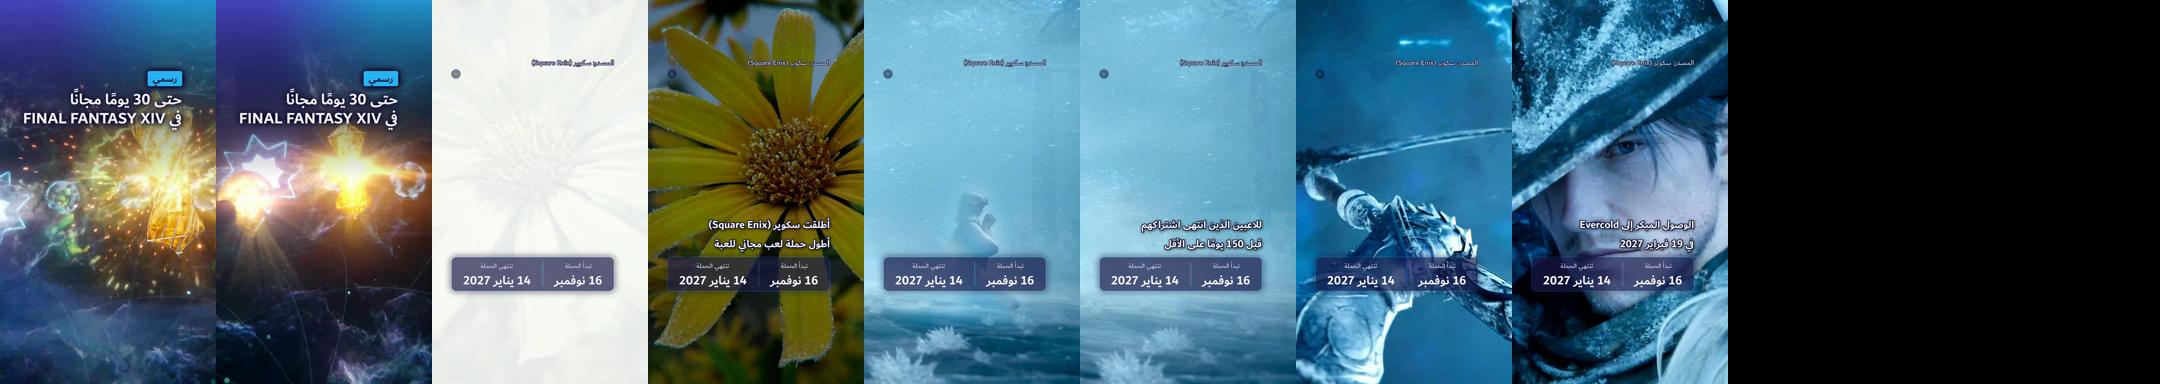 رسمي
حتى 30 يومًا مجانًا
في FINAL FANTASY XIV
رسمي
حتى 30 يومًا مجانًا
في FINAL FANTASY XIV
المصدر: سكوير (Square Enix)
تبدأ الحملة
تنتهي الحملة
16 نوفمبر
14 يناير 2027
المصدر: سكوير (Square Enix)
أطلقت سكوير (Square Enix)
أطول حملة لعب مجاني للعبة
تبدأ الحملة
تنتهي الحملة
16 نوفمبر
14 يناير 2027
المصدر: سكوير (Square Enix)
تبدأ الحملة
تنتهي الحملة
16 نوفمبر
14 يناير 2027
المصدر: سكوير (Square Enix)
للاعبين الذين انتهى اشتراكهم
قبل 150 يومًا على الأقل
تبدأ الحملة
تنتهي الحملة
16 نوفمبر
14 يناير 2027
المصدر: سكوير (Square Enix)
تبدأ الحملة
تنتهي الحملة
16 نوفمبر
14 يناير 2027
المصدر: سكوير (Square Enix)
الوصول المبكر إلى Evercold
في 19 فبراير 2027
تبدأ الحملة
تنتهي الحملة
16 نوفمبر
14 يناير 2027